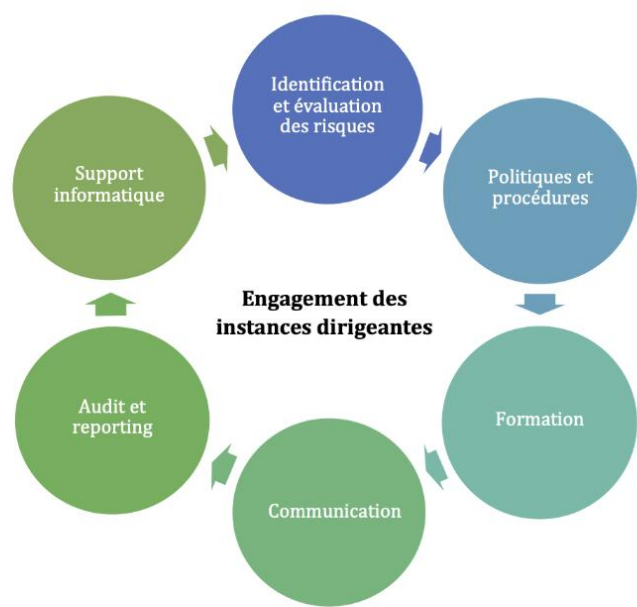 Identification
et évaluation
des risques
Politiques et
procédures
Formation
Communication
Audit et
reporting
Support
informatique
Engagement des
instances dirigeantes